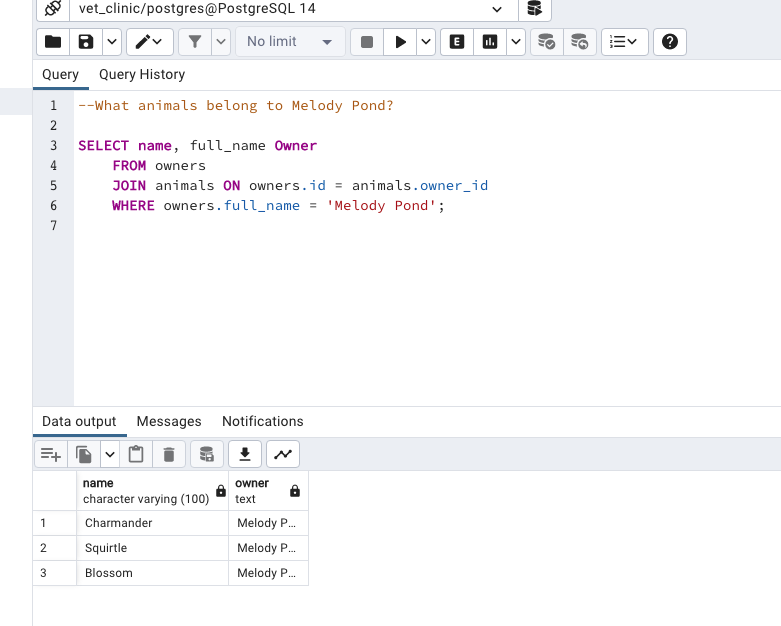 vet_clinic/postgres@PostgreSQL 14
No limit
E
Query Query History
1 --What animals belong to Melody Pond?
2
3 SELECT name, full_name Owner
4 FROM owners
5 JOIN animals ON owners.id = animals.owner_id
6 WHERE owners.full_name = 'Melody Pond';
7
Data output Messages Notifications
name owner
character varying (100) text
1 Charmander Melody P...
2 Squirtle Melody P...
3 Blossom Melody P...